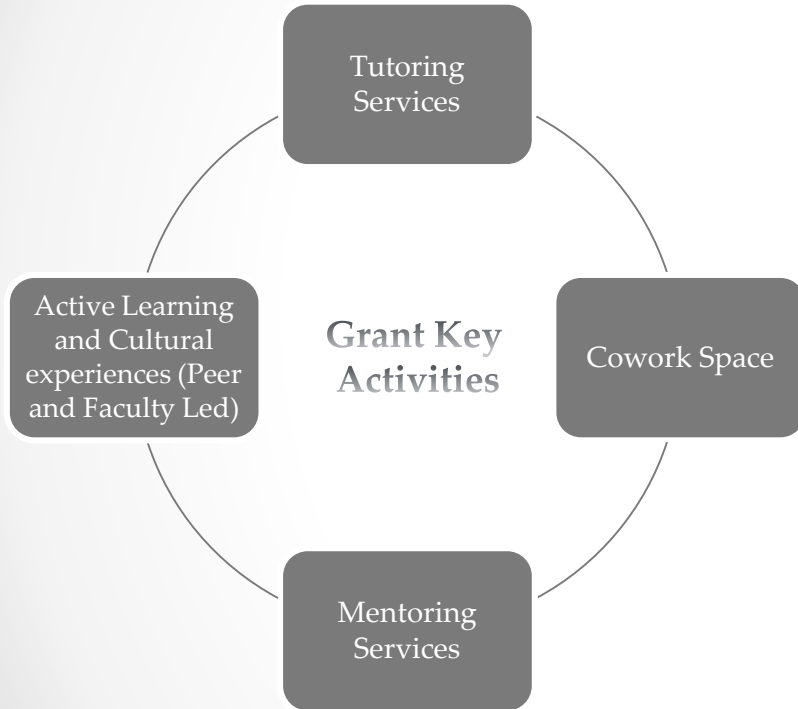 Tutoring
Services
Active Learning
and Cultural
experiences (Peer
and Faculty Led)
Grant Key
Activities
Cowork Space
Mentoring
Services